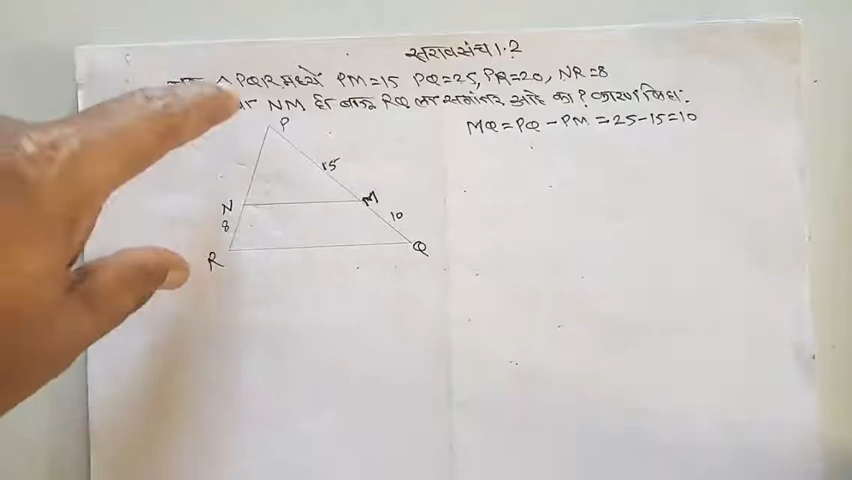 सरावसंच 1.2
△PQR मध्ये PM=15 PQ=25, PR=20, NR=8
NM ही बाजू RQ ला समांतर आहे का? कारण लिहा.
MQ = PQ - PM = 25-15=10
P
15
N
M
8
10
R
Q